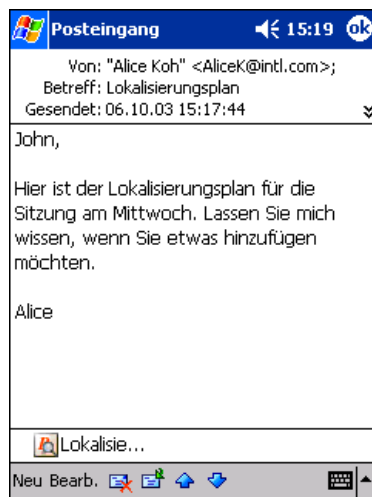 Posteingang 15:19 ok
Von: "Alice Koh" <AliceK@intl.com>;
Betreff: Lokalisierungsplan
Gesendet: 06.10.03 15:17:44
John,
Hier ist der Lokalisierungsplan für die
Sitzung am Mittwoch. Lassen Sie mich
wissen, wenn Sie etwas hinzufügen
möchten.
Alice
Lokalisie...
Neu Bearb.